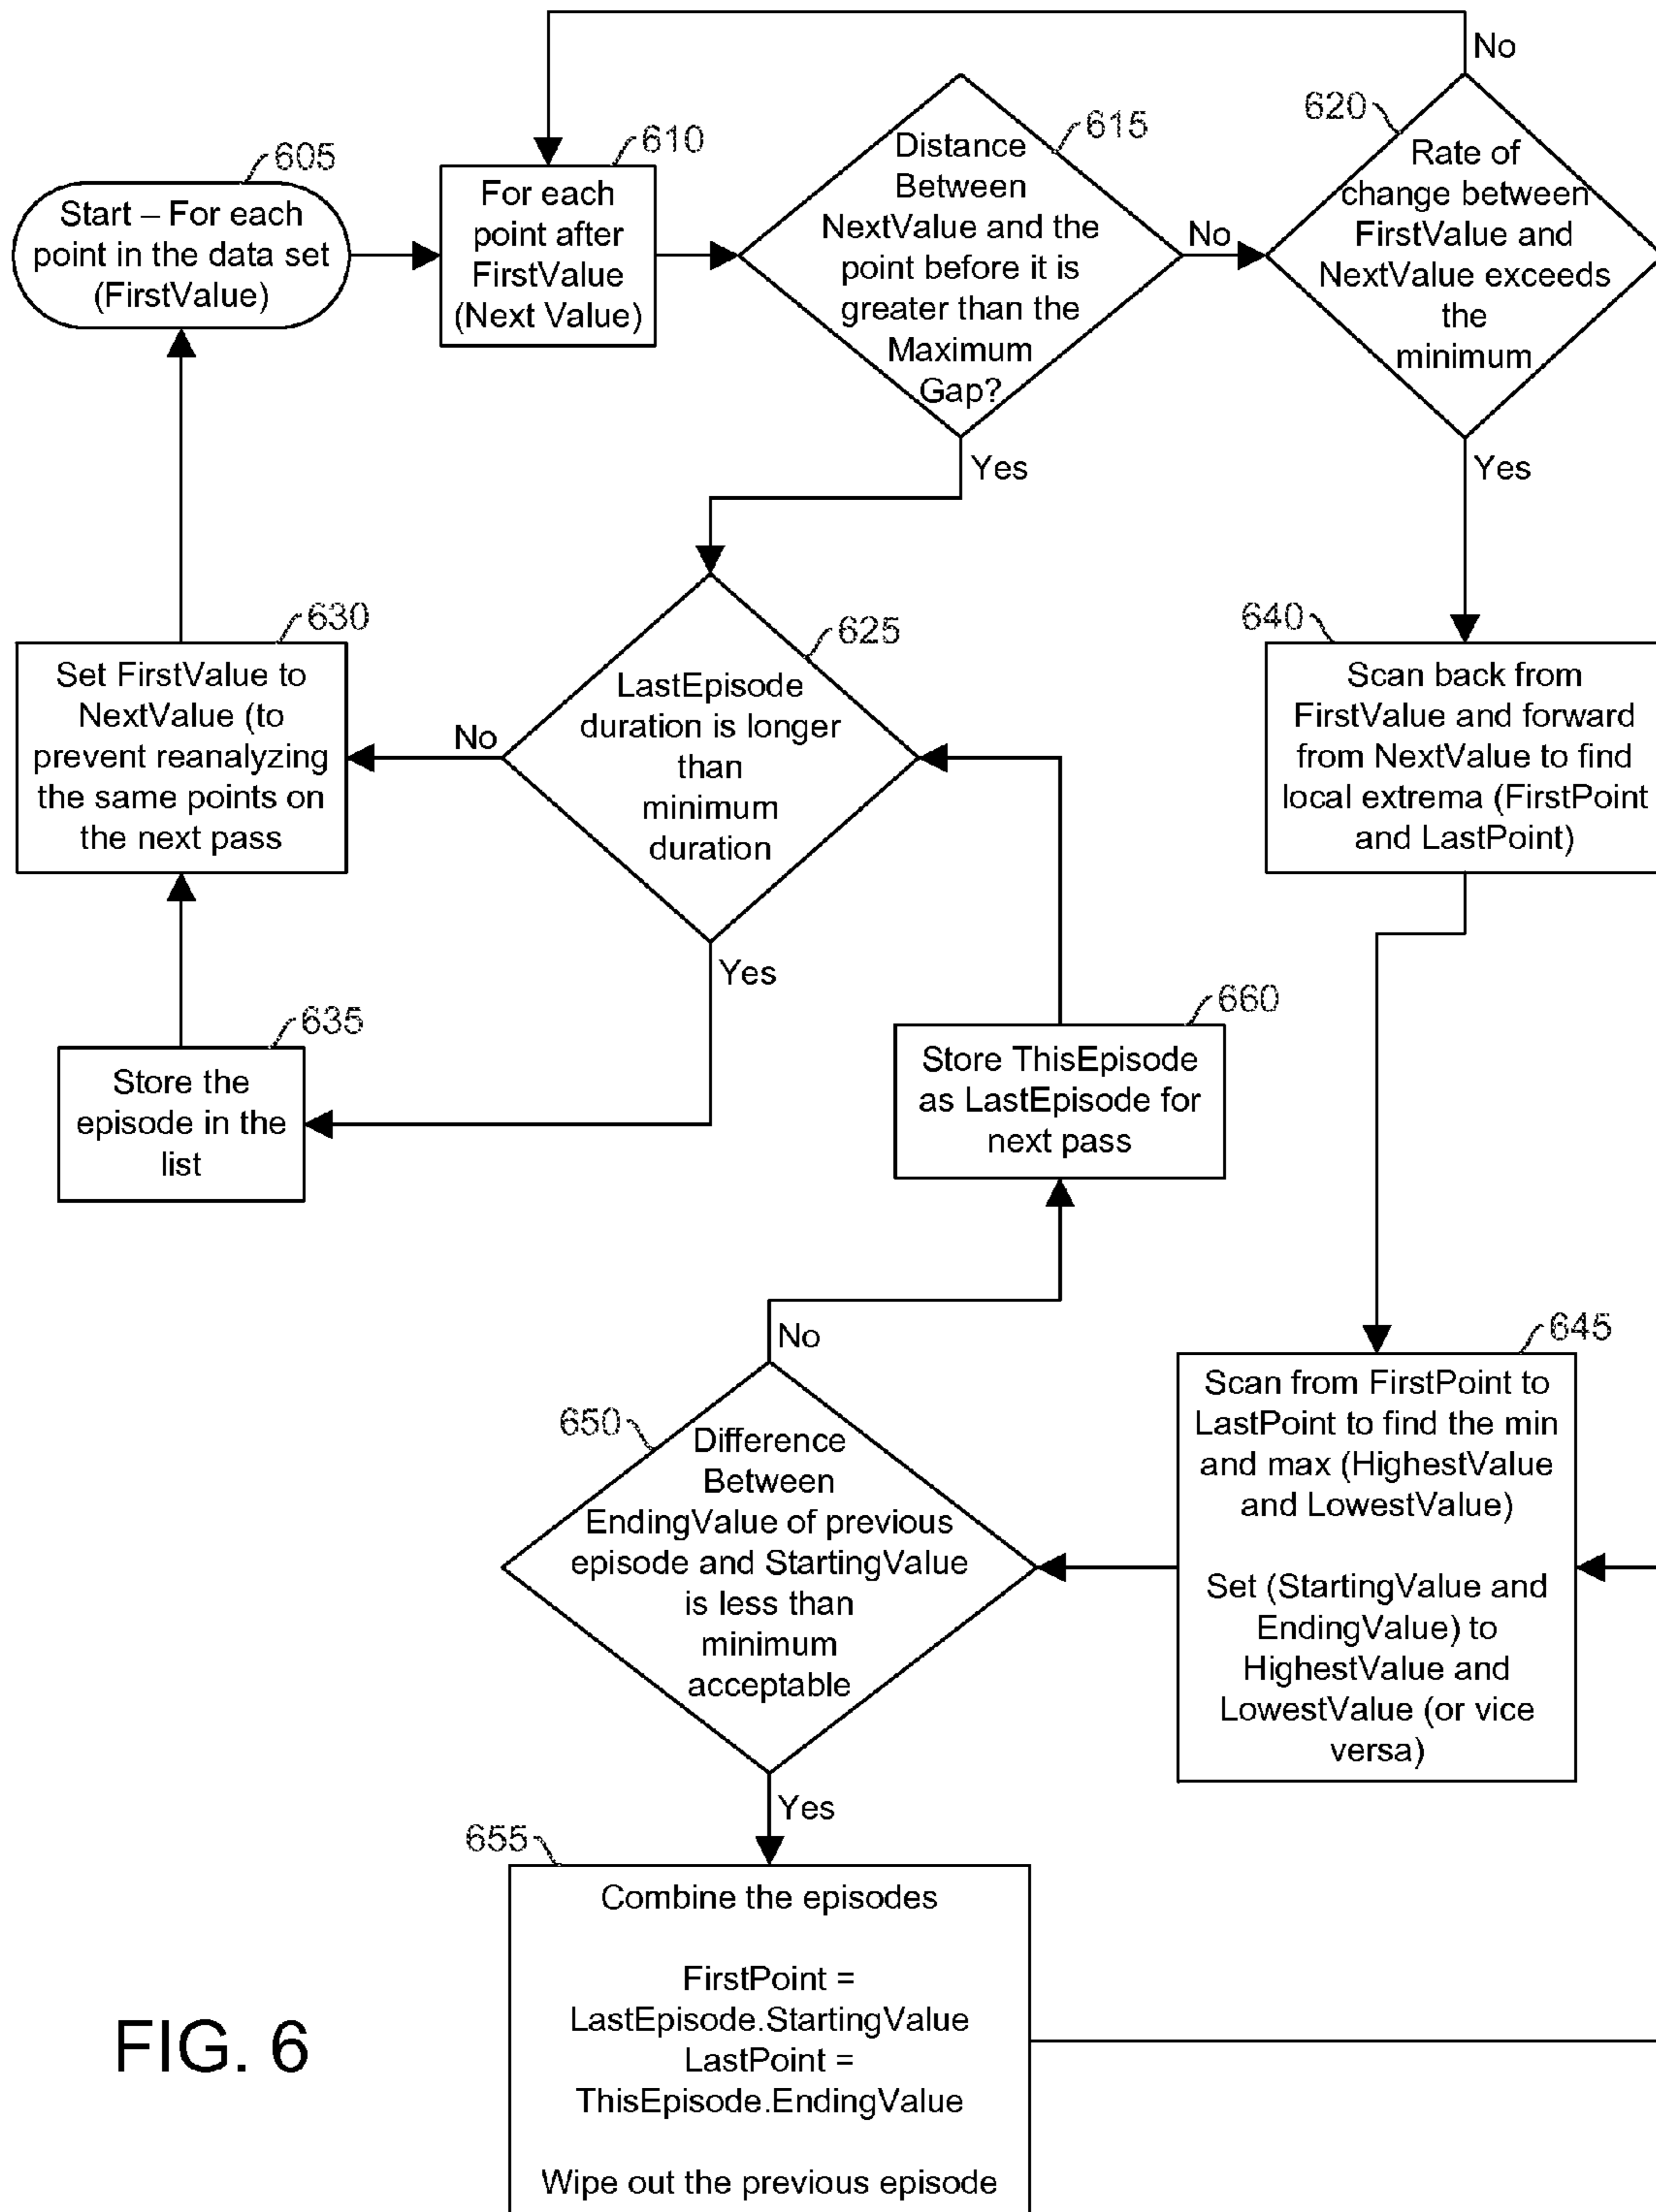 No
605
610
615
620
Start – For each
point in the data set
(FirstValue)
For each
point after
FirstValue
(Next Value)
Distance
Between
NextValue and the
point before it is
greater than the
Maximum
Gap?
No
Rate of
change between
FirstValue and
NextValue exceeds
the
minimum
Yes
Yes
630
Set FirstValue to
NextValue (to
prevent reanalyzing
the same points on
the next pass
No
625
LastEpisode
duration is longer
than
minimum
duration
Yes
640
Scan back from
FirstValue and forward
from NextValue to find
local extrema (FirstPoint
and LastPoint)
635
Store the
episode in the
list
660
Store ThisEpisode
as LastEpisode for
next pass
No
650
Difference
Between
EndingValue of previous
episode and StartingValue
is less than
minimum
acceptable
Yes
645
Scan from FirstPoint to
LastPoint to find the min
and max (HighestValue
and LowestValue)
Set (StartingValue and
EndingValue) to
HighestValue and
LowestValue (or vice
versa)
655
Combine the episodes
FirstPoint =
LastEpisode.StartingValue
LastPoint =
ThisEpisode.EndingValue
Wipe out the previous episode
FIG. 6